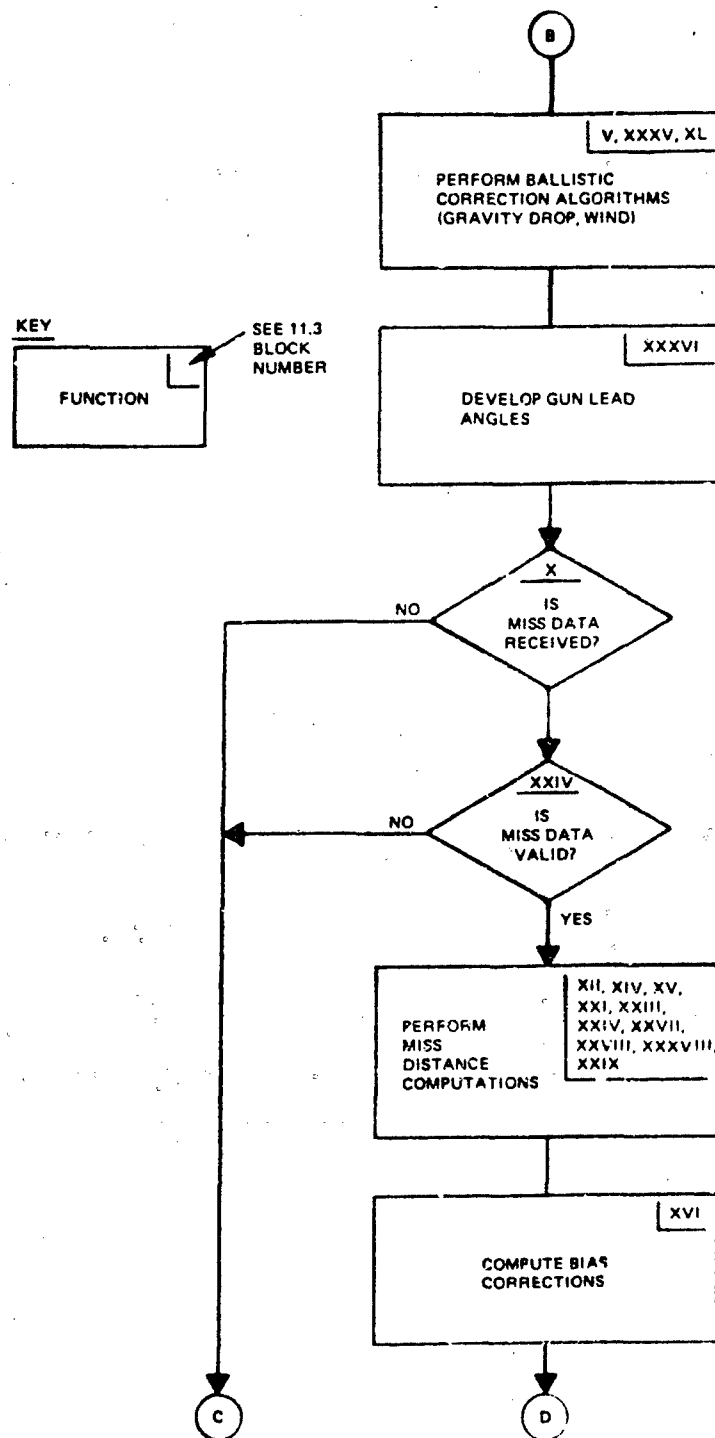 B
V, XXXV, XL
PERFORM BALLISTIC
CORRECTION ALGORITHMS
(GRAVITY DROP, WIND)
KEY
SEE 11.3
BLOCK
NUMBER
FUNCTION
XXXVI
DEVELOP GUN LEAD
ANGLES
X
IS
MISS DATA
RECEIVED?
NO
XXIV
IS
MISS DATA
VALID?
NO
YES
XII, XIV, XV,
XXI, XXIII,
XXIV, XXVII,
XXVIII, XXXVIII,
XXIX
PERFORM
MISS
DISTANCE
COMPUTATIONS
XVI
COMPUTE BIAS
CORRECTIONS
C
D